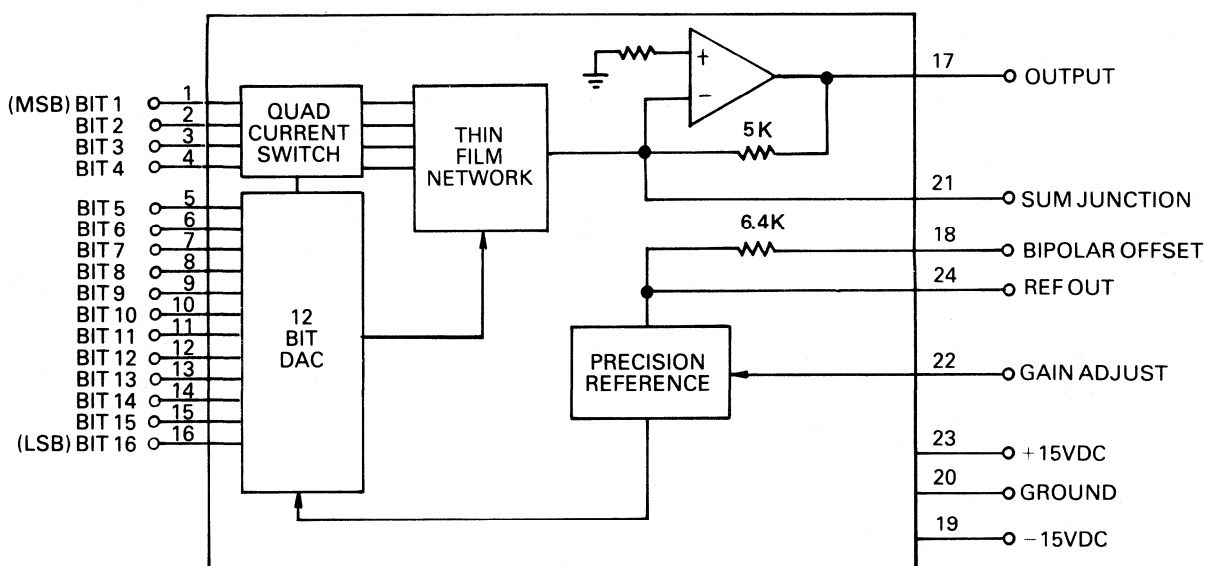 (MSB) BIT 1 1
BIT 2 2
BIT 3 3
BIT 4 4
BIT 5 5
BIT 6 6
BIT 7 7
BIT 8 8
BIT 9 9
BIT 10 10
BIT 11 11
BIT 12 12
BIT 13 13
BIT 14 14
BIT 15 15
(LSB) BIT 16 16
QUAD
CURRENT
SWITCH
12
BIT
DAC
THIN
FILM
NETWORK
+
−
5K
6.4K
PRECISION
REFERENCE
17 OUTPUT
21 SUM JUNCTION
18 BIPOLAR OFFSET
24 REF OUT
22 GAIN ADJUST
23 +15VDC
20 GROUND
19 −15VDC